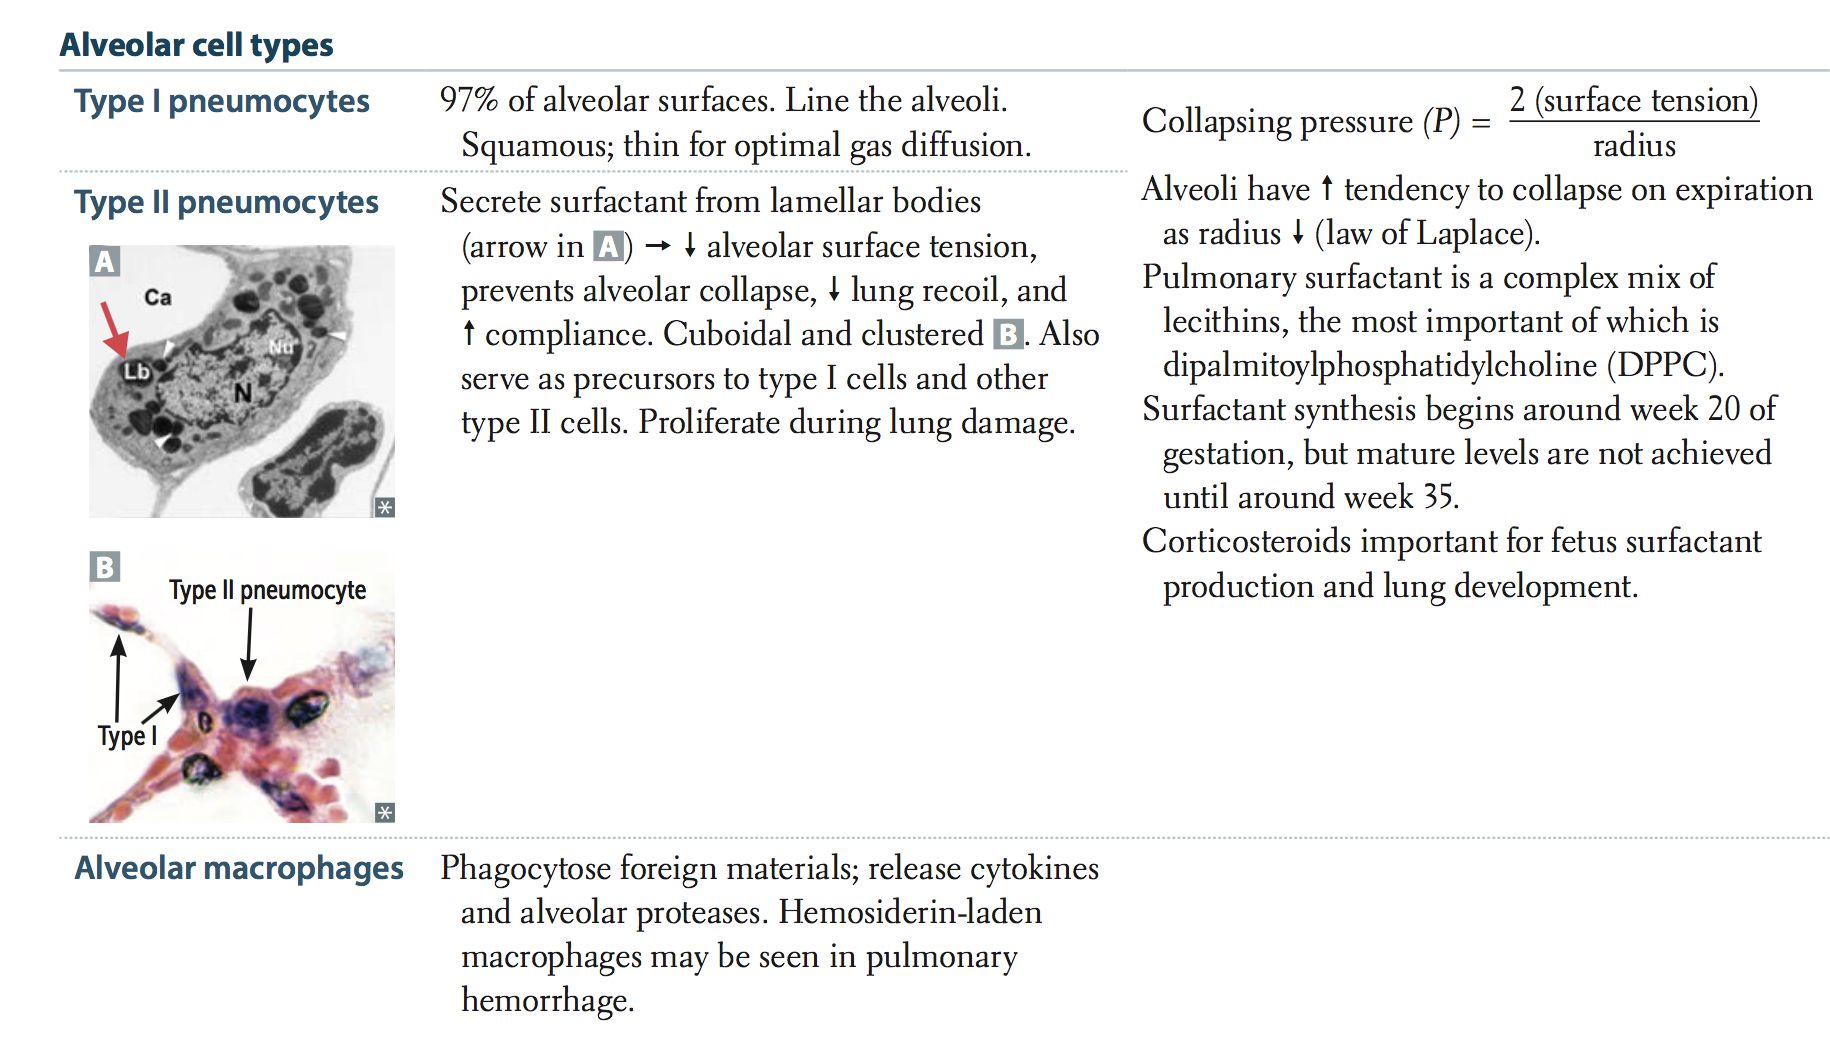 Alveolar cell types
Type I pneumocytes
97% of alveolar surfaces. Line the alveoli.
Squamous; thin for optimal gas diffusion.
Type II pneumocytes
Secrete surfactant from lamellar bodies
(arrow in A) → ↓ alveolar surface tension,
prevents alveolar collapse, ↓ lung recoil, and
↑ compliance. Cuboidal and clustered B. Also
serve as precursors to type I cells and other
type II cells. Proliferate during lung damage.
A
Ca
Nu
Lb
N
*
B
Type II pneumocyte
Type I
*
Collapsing pressure (P) = 2 (surface tension)
radius
Alveoli have ↑ tendency to collapse on expiration
as radius ↓ (law of Laplace).
Pulmonary surfactant is a complex mix of
lecithins, the most important of which is
dipalmitoylphosphatidylcholine (DPPC).
Surfactant synthesis begins around week 20 of
gestation, but mature levels are not achieved
until around week 35.
Corticosteroids important for fetus surfactant
production and lung development.
Alveolar macrophages
Phagocytose foreign materials; release cytokines
and alveolar proteases. Hemosiderin-laden
macrophages may be seen in pulmonary
hemorrhage.